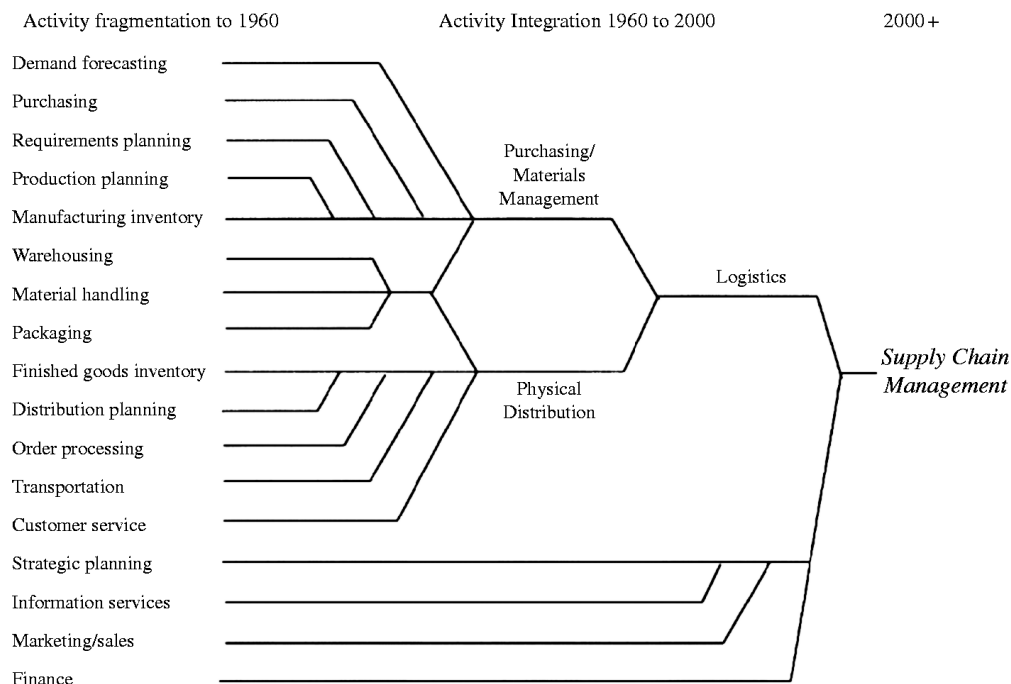 Activity fragmentation to 1960
Activity Integration 1960 to 2000
2000+
Demand forecasting
Purchasing
Requirements planning
Production planning
Manufacturing inventory
Warehousing
Material handling
Packaging
Finished goods inventory
Distribution planning
Order processing
Transportation
Customer service
Strategic planning
Information services
Marketing/sales
Finance
Purchasing/
Materials
Management
Physical
Distribution
Logistics
Supply Chain
Management